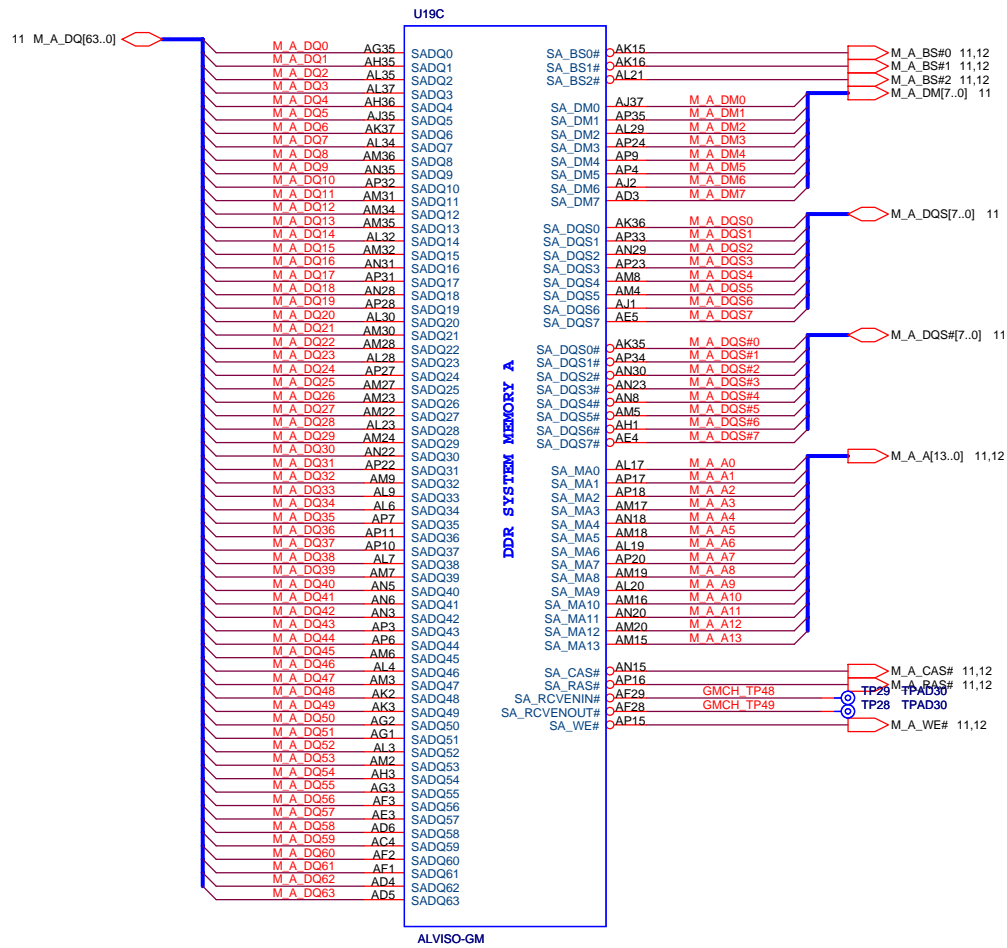 U19C
11 M_A_DQ[63..0]
M_A_DQ0 AG35 SADQ0
M_A_DQ1 AH35 SADQ1
M_A_DQ2 AL35 SADQ2
M_A_DQ3 AL37 SADQ3
M_A_DQ4 AH36 SADQ4
M_A_DQ5 AJ35 SADQ5
M_A_DQ6 AK37 SADQ6
M_A_DQ7 AL34 SADQ7
M_A_DQ8 AM36 SADQ8
M_A_DQ9 AN35 SADQ9
M_A_DQ10 AP32 SADQ10
M_A_DQ11 AM31 SADQ11
M_A_DQ12 AM34 SADQ12
M_A_DQ13 AM35 SADQ13
M_A_DQ14 AL32 SADQ14
M_A_DQ15 AM32 SADQ15
M_A_DQ16 AN31 SADQ16
M_A_DQ17 AP31 SADQ17
M_A_DQ18 AN28 SADQ18
M_A_DQ19 AP28 SADQ19
M_A_DQ20 AL30 SADQ20
M_A_DQ21 AM30 SADQ21
M_A_DQ22 AM28 SADQ22
M_A_DQ23 AL28 SADQ23
M_A_DQ24 AP27 SADQ24
M_A_DQ25 AM27 SADQ25
M_A_DQ26 AM23 SADQ26
M_A_DQ27 AM22 SADQ27
M_A_DQ28 AL23 SADQ28
M_A_DQ29 AM24 SADQ29
M_A_DQ30 AN22 SADQ30
M_A_DQ31 AP22 SADQ31
M_A_DQ32 AM9 SADQ32
M_A_DQ33 AL9 SADQ33
M_A_DQ34 AL6 SADQ34
M_A_DQ35 AP7 SADQ35
M_A_DQ36 AP11 SADQ36
M_A_DQ37 AP10 SADQ37
M_A_DQ38 AL7 SADQ38
M_A_DQ39 AM7 SADQ39
M_A_DQ40 AN5 SADQ40
M_A_DQ41 AN6 SADQ41
M_A_DQ42 AN3 SADQ42
M_A_DQ43 AP3 SADQ43
M_A_DQ44 AP6 SADQ44
M_A_DQ45 AM6 SADQ45
M_A_DQ46 AL4 SADQ46
M_A_DQ47 AM3 SADQ47
M_A_DQ48 AK2 SADQ48
M_A_DQ49 AK3 SADQ49
M_A_DQ50 AG2 SADQ50
M_A_DQ51 AG1 SADQ51
M_A_DQ52 AL3 SADQ52
M_A_DQ53 AM2 SADQ53
M_A_DQ54 AH3 SADQ54
M_A_DQ55 AG3 SADQ55
M_A_DQ56 AF3 SADQ56
M_A_DQ57 AE3 SADQ57
M_A_DQ58 AD6 SADQ58
M_A_DQ59 AC4 SADQ59
M_A_DQ60 AF2 SADQ60
M_A_DQ61 AF1 SADQ61
M_A_DQ62 AD4 SADQ62
M_A_DQ63 AD5 SADQ63
DDR SYSTEM MEMORY A
SA_BS0# AK15 M_A_BS#0 11,12
SA_BS1# AK16 M_A_BS#1 11,12
SA_BS2# AL21 M_A_BS#2 11,12
M_A_DM[7..0] 11
SA_DM0 AJ37 M_A_DM0
SA_DM1 AP35 M_A_DM1
SA_DM2 AL29 M_A_DM2
SA_DM3 AP24 M_A_DM3
SA_DM4 AP9 M_A_DM4
SA_DM5 AP4 M_A_DM5
SA_DM6 AJ2 M_A_DM6
SA_DM7 AD3 M_A_DM7
M_A_DQS[7..0] 11
SA_DQS0 AK36 M_A_DQS0
SA_DQS1 AP33 M_A_DQS1
SA_DQS2 AN29 M_A_DQS2
SA_DQS3 AP23 M_A_DQS3
SA_DQS4 AM8 M_A_DQS4
SA_DQS5 AM4 M_A_DQS5
SA_DQS6 AJ1 M_A_DQS6
SA_DQS7 AE5 M_A_DQS7
M_A_DQS#[7..0] 11
SA_DQS0# AK35 M_A_DQS#0
SA_DQS1# AP34 M_A_DQS#1
SA_DQS2# AN30 M_A_DQS#2
SA_DQS3# AN23 M_A_DQS#3
SA_DQS4# AN8 M_A_DQS#4
SA_DQS5# AM5 M_A_DQS#5
SA_DQS6# AH1 M_A_DQS#6
SA_DQS7# AE4 M_A_DQS#7
M_A_A[13..0] 11,12
SA_MA0 AL17 M_A_A0
SA_MA1 AP17 M_A_A1
SA_MA2 AP18 M_A_A2
SA_MA3 AM17 M_A_A3
SA_MA4 AN18 M_A_A4
SA_MA5 AM18 M_A_A5
SA_MA6 AL19 M_A_A6
SA_MA7 AP20 M_A_A7
SA_MA8 AM19 M_A_A8
SA_MA9 AL20 M_A_A9
SA_MA10 AM16 M_A_A10
SA_MA11 AN20 M_A_A11
SA_MA12 AM20 M_A_A12
SA_MA13 AM15 M_A_A13
SA_CAS# AN15 M_A_CAS# 11,12
SA_RAS# AP16 M_A_RAS# 11,12
SA_RCVENIN# AF29 GMCH_TP48 TP29 TPAD30
SA_RCVENOUT# AF28 GMCH_TP49 TP28 TPAD30
SA_WE# AP15 M_A_WE# 11,12
ALVISO-GM